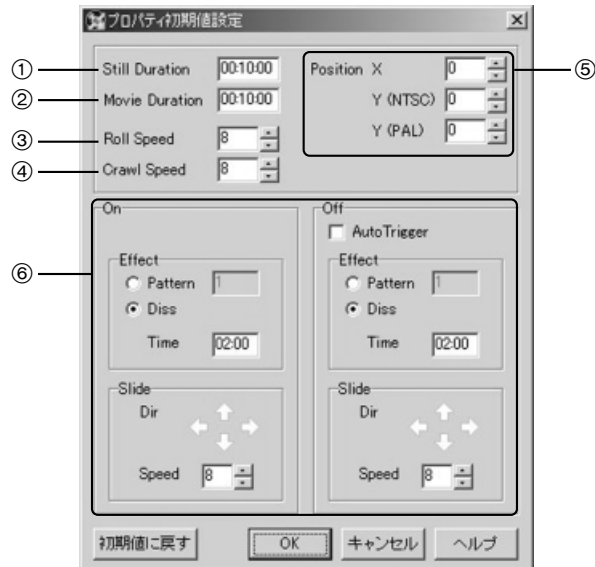 プロパティ初期値設定
① Still Duration 00:10:00
② Movie Duration 00:10:00
③ Roll Speed 8
④ Crawl Speed 8
Position X 0 ⑤
Y (NTSC) 0
Y (PAL) 0
⑥
On
Effect
Pattern 1
Diss
Time 02:00
Slide
Dir
Speed 8
Off
AutoTrigger
Effect
Pattern 1
Diss
Time 02:00
Slide
Dir
Speed 8
初期値に戻す OK キャンセル ヘルプ